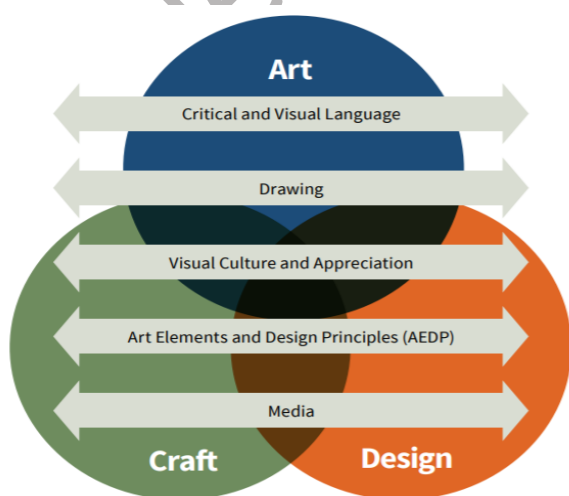 Art
Critical and Visual Language
Drawing
Visual Culture and Appreciation
Art Elements and Design Principles (AEDP)
Media
Craft
Design